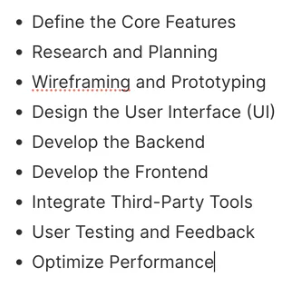 • Define the Core Features
• Research and Planning
• Wireframing and Prototyping
• Design the User Interface (UI)
• Develop the Backend
• Develop the Frontend
• Integrate Third-Party Tools
• User Testing and Feedback
• Optimize Performance